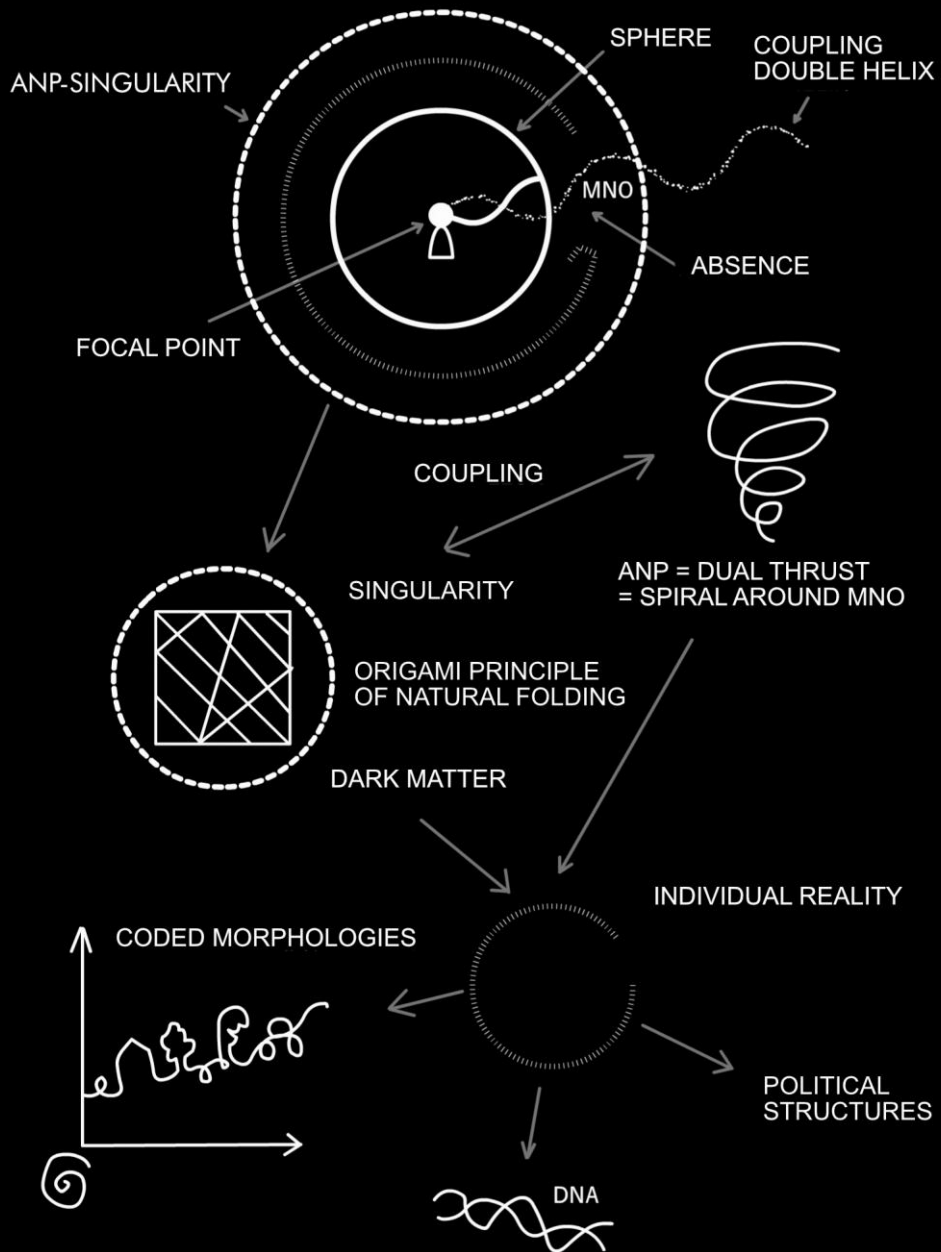 SPHERE
COUPLING
DOUBLE HELIX
ANP-SINGULARITY
MNO
ABSENCE
FOCAL POINT
COUPLING
SINGULARITY
ANP = DUAL THRUST
= SPIRAL AROUND MNO
ORIGAMI PRINCIPLE
OF NATURAL FOLDING
DARK MATTER
INDIVIDUAL REALITY
CODED MORPHOLOGIES
POLITICAL
STRUCTURES
DNA